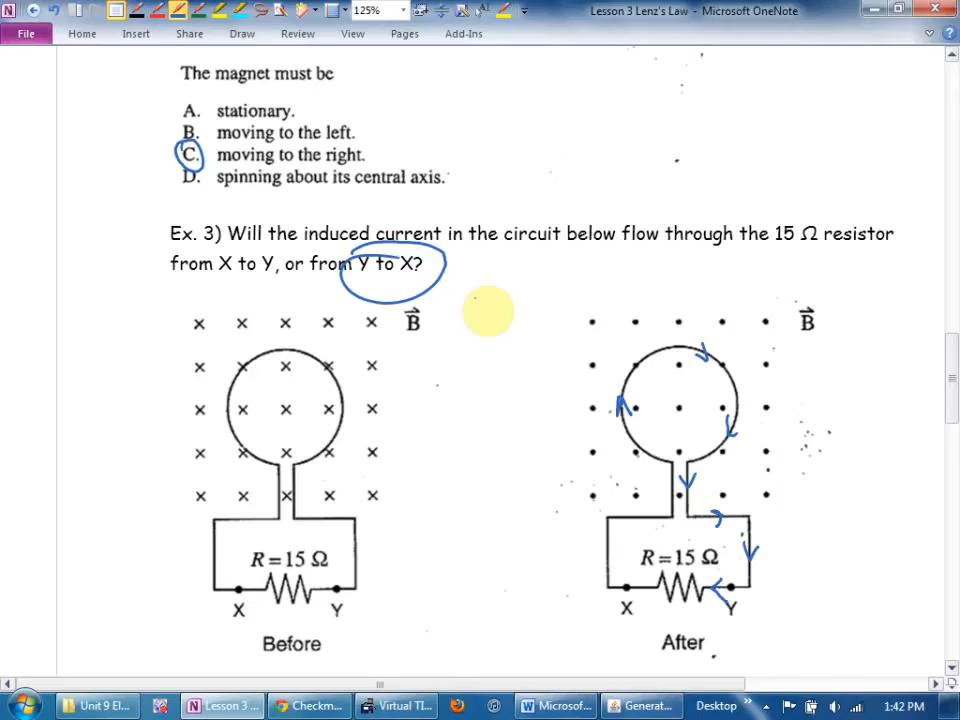 125%
Lesson 3 Lenz's Law - Microsoft OneNote
File Home Insert Share Draw Review View Pages Add-Ins
The magnet must be
A. stationary.
B. moving to the left.
C. moving to the right.
D. spinning about its central axis.
Ex. 3) Will the induced current in the circuit below flow through the 15 Ω resistor
from X to Y, or from Y to X?
B
B
R = 15 Ω
R = 15 Ω
X Y
X Y
Before
After
Unit 9 El... Lesson 3 ... Checkm... Virtual TI... Microsof... Generat... Desktop 1:42 PM